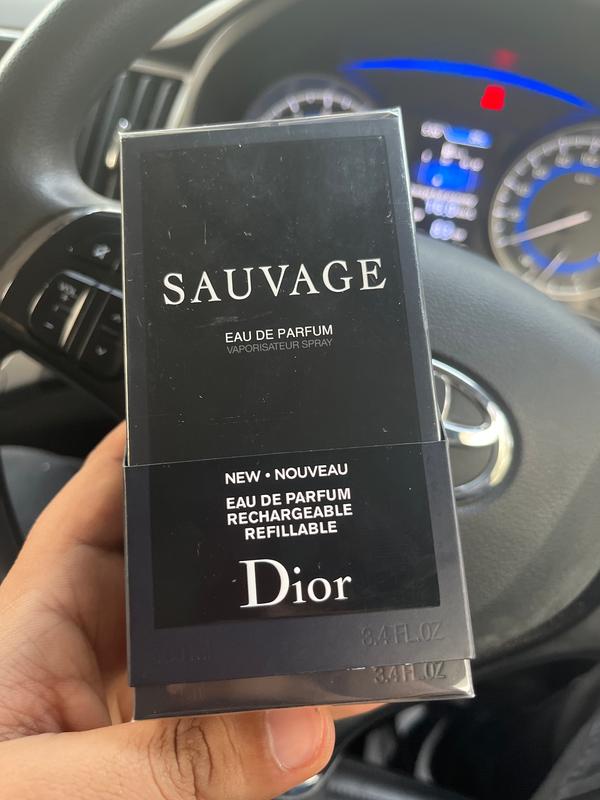 SAUVAGE
EAU DE PARFUM
VAPORISATEUR SPRAY
NEW • NOUVEAU
EAU DE PARFUM
RECHARGEABLE
REFILLABLE
Dior
3.4 FL.OZ
3.4 FL.OZ